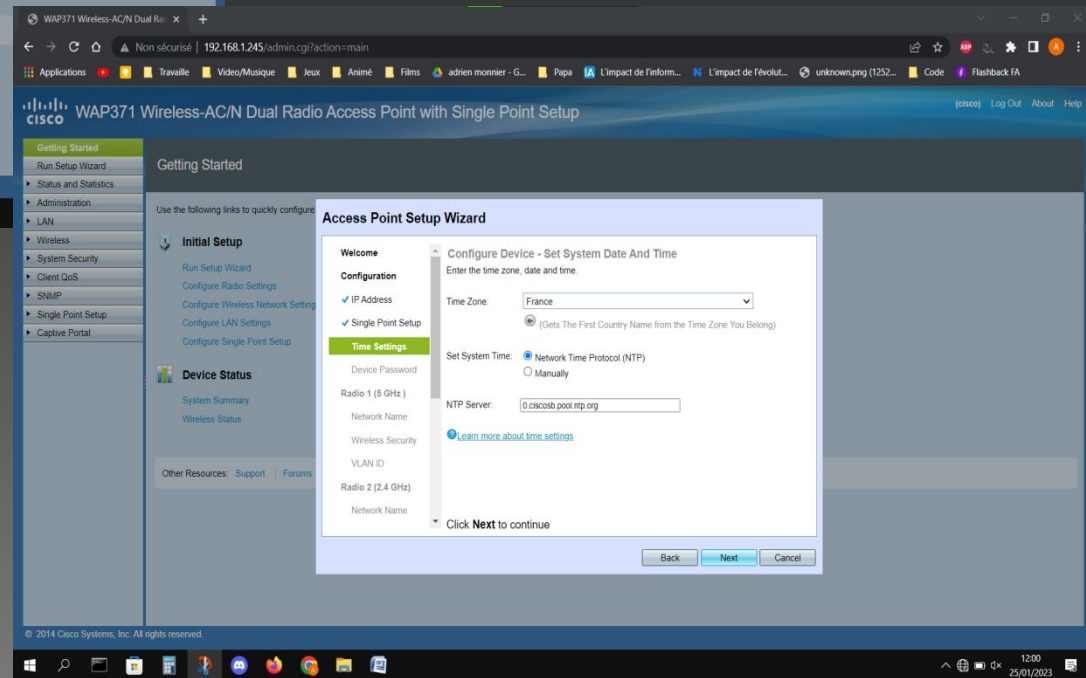 WAP371 Wireless-AC/N Dual Rac
Non sécurisé | 192.168.1.245/admin.cgi?action=main
ABP
A
Applications
Travaille
Video/Musique
Jeux
Animé
Films
adrien monnier - G...
Papa
IA L'impact de l'inform...
L'impact de l'évolut...
unknown.png (1252...
Code
Flashback FA
CISCO
WAP371 Wireless-AC/N Dual Radio Access Point with Single Point Setup
(cisco) Log Out About Help
Getting Started
Run Setup Wizard
Status and Statistics
Administration
LAN
Wireless
System Security
Client QoS
SNMP
Single Point Setup
Captive Portal
Getting Started
Use the following links to quickly configure
Initial Setup
Run Setup Wizard
Configure Radio Settings
Configure Wireless Network Setting
Configure LAN Settings
Configure Single Point Setup
Device Status
System Summary
Wireless Status
Other Resources: Support | Forums
Access Point Setup Wizard
Welcome
Configuration
IP Address
Single Point Setup
Time Settings
Device Password
Radio 1 (5 GHz )
Network Name
Wireless Security
VLAN ID
Radio 2 (2.4 GHz)
Network Name
Configure Device - Set System Date And Time
Enter the time zone, date and time.
Time Zone: France
(Gets The First Country Name from the Time Zone You Belong)
Set System Time: Network Time Protocol (NTP)
Manually
NTP Server: 0.ciscosb.pool.ntp.org
?Learn more about time settings
Click Next to continue
Back Next Cancel
© 2014 Cisco Systems, Inc. All rights reserved.
12:00
25/01/2023